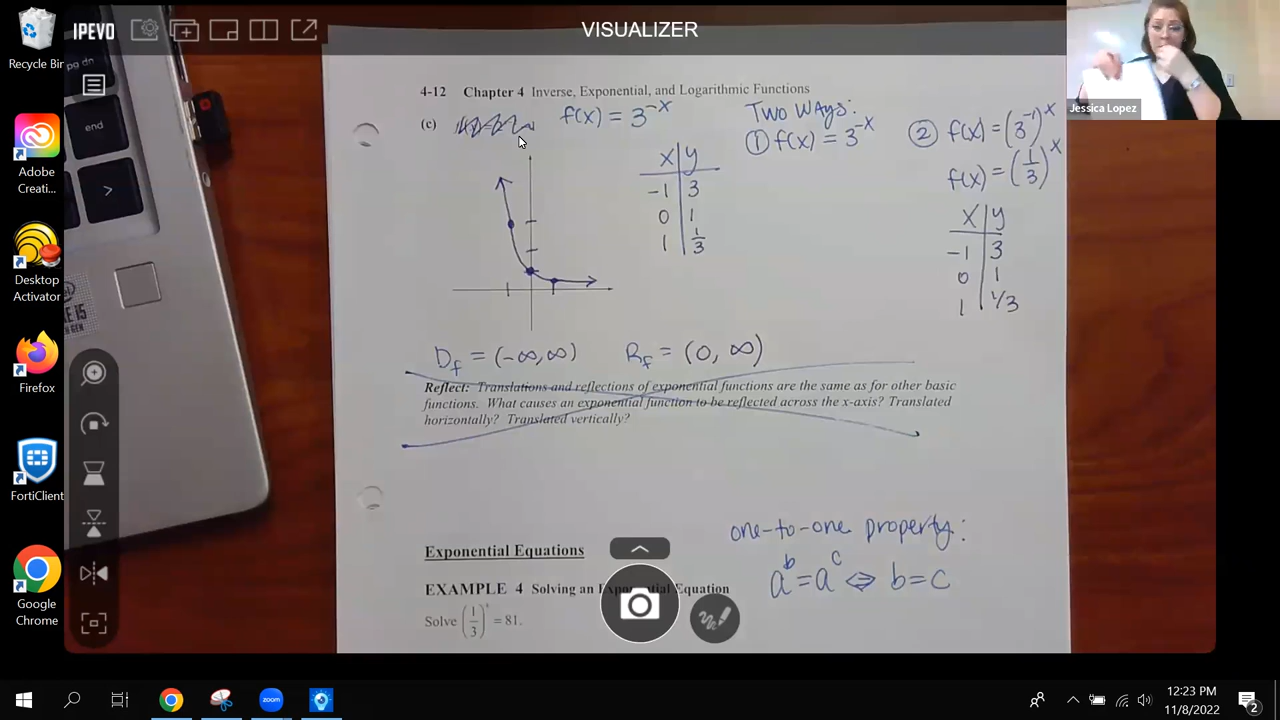 VISUALIZER
IPEVO
Recycle Bin
Adobe
Creati...
Desktop
Activator
Firefox
FortiClient
Google
Chrome
pg dn
end
Jessica Lopez
4-12 Chapter 4 Inverse, Exponential, and Logarithmic Functions
(c) f(x) = 3^-x
x | y
-1 | 3
0 | 1
1 | 1/3
Two Ways:
① f(x) = 3^-x
② f(x) = (3^-1)^x
f(x) = (1/3)^x
x | y
-1 | 3
0 | 1
1 | 1/3
D_f = (-∞, ∞) R_f = (0, ∞)
Reflect: Translations and reflections of exponential functions are the same as for other basic
functions. What causes an exponential function to be reflected across the x-axis? Translated
horizontally? Translated vertically?
one-to-one property:
a^b = a^c ⇔ b = c
Exponential Equations
EXAMPLE 4 Solving an Exponential Equation
Solve (1/3)^x = 81.
zoom
12:23 PM
11/8/2022
2